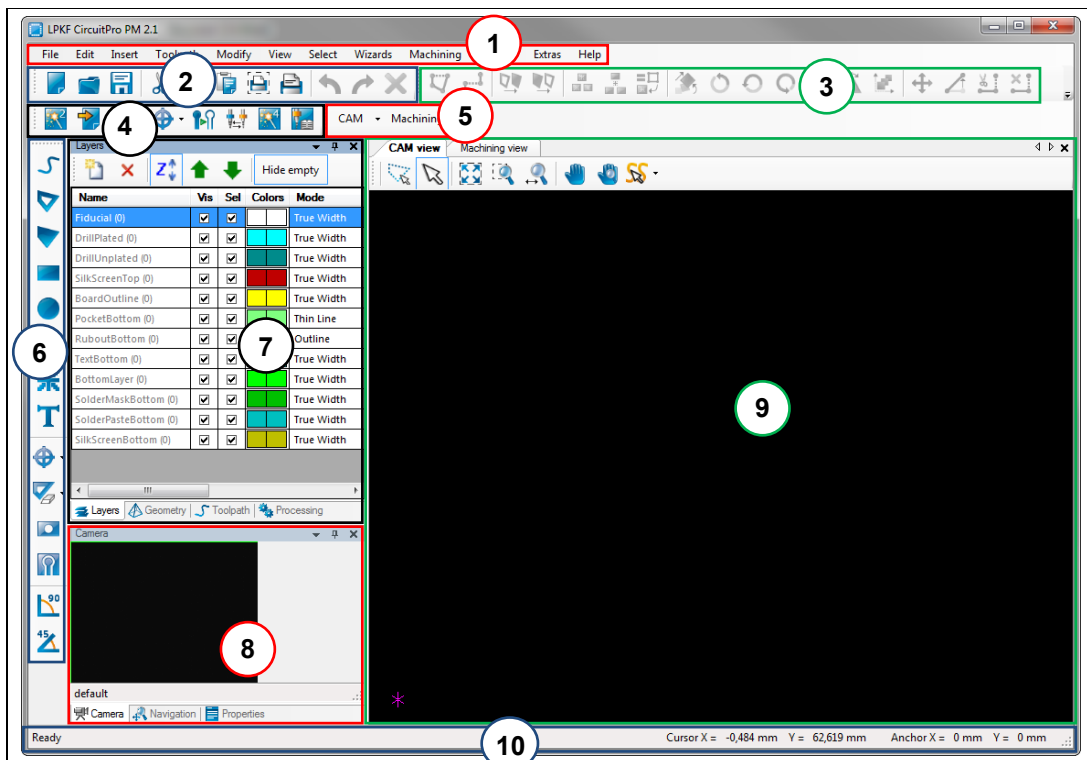 LPKF CircuitPro PM 2.1
File Edit Insert Modify View Select Wizards Machining Extras Help
1
2
3
4
5
CAM Machining
Layers
CAM view Machining view
Z
Hide empty
Name Vis Sel Colors Mode
Fiducial (0) True Width
DrillPlated (0) True Width
DrillUnplated (0) True Width
SilkScreenTop (0) True Width
BoardOutline (0) True Width
PocketBottom (0) Thin Line
RuboutBottom (0) Outline
TextBottom (0) True Width
BottomLayer (0) True Width
SolderMaskBottom (0) True Width
SolderPasteBottom (0) True Width
SilkScreenBottom (0) True Width
6
7
9
T
90
45
Layers Geometry Toolpath Processing
Camera
8
default
Camera Navigation Properties
Ready
10
Cursor X = -0,484 mm Y = 62,619 mm Anchor X = 0 mm Y = 0 mm